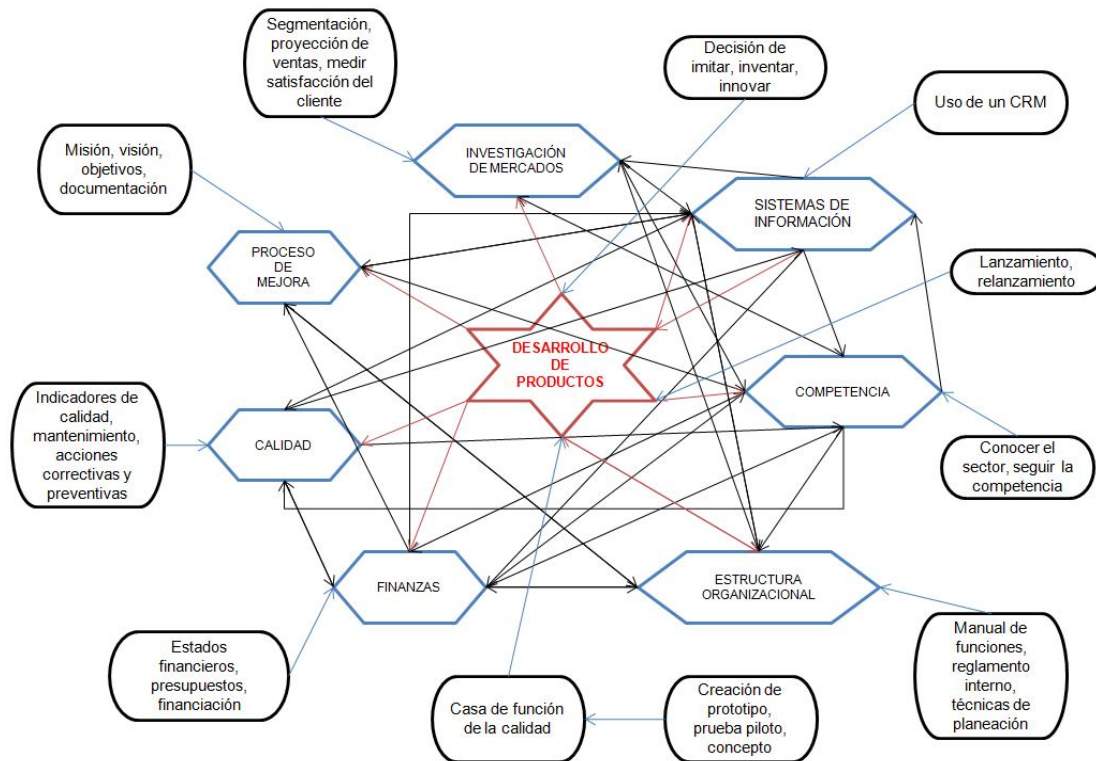 Segmentación,
proyección de
ventas, medir
satisfacción del
cliente
Decisión de
imitar, inventar,
innovar
Uso de un CRM
Misión, visión,
objetivos,
documentación
INVESTIGACIÓN
DE MERCADOS
SISTEMAS DE
INFORMACIÓN
PROCESO
DE
MEJORA
Lanzamiento,
relanzamiento
DESARROLLO
DE
PRODUCTOS
COMPETENCIA
Indicadores de
calidad,
mantenimiento,
acciones
correctivas y
preventivas
CALIDAD
Conocer el
sector, seguir la
competencia
FINANZAS
ESTRUCTURA
ORGANIZACIONAL
Estados
financieros,
presupuestos,
financiación
Casa de función
de la calidad
Creación de
prototipo,
prueba piloto,
concepto
Manual de
funciones,
reglamento
interno,
técnicas de
planeación